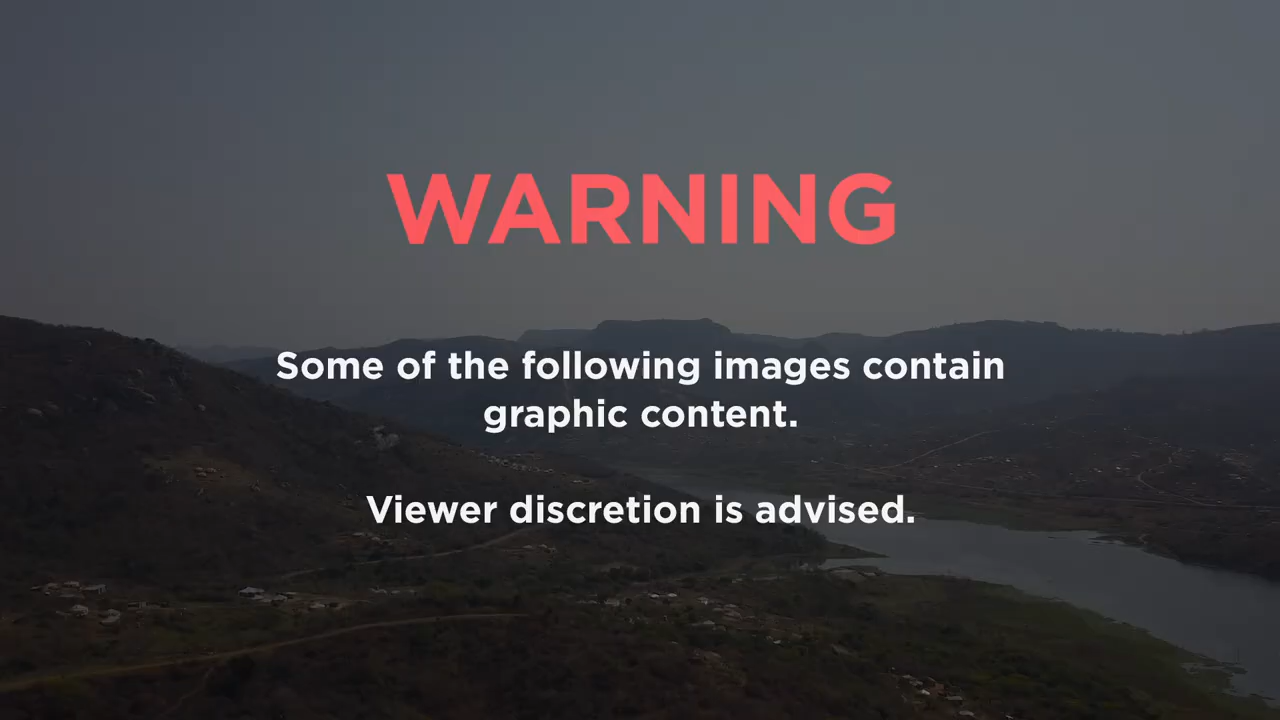 WARNING
Some of the following images contain
graphic content.
Viewer discretion is advised.